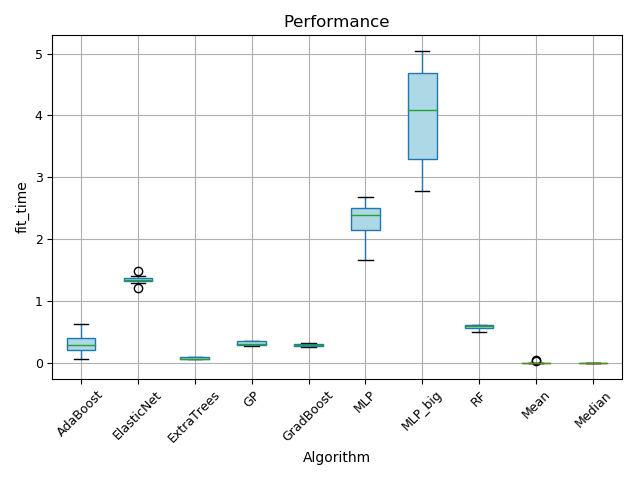 Performance
fit_time
5
4
3
2
1
0
AdaBoost
ElasticNet
ExtraTrees
GP
GradBoost
MLP
MLP_big
RF
Mean
Median
Algorithm